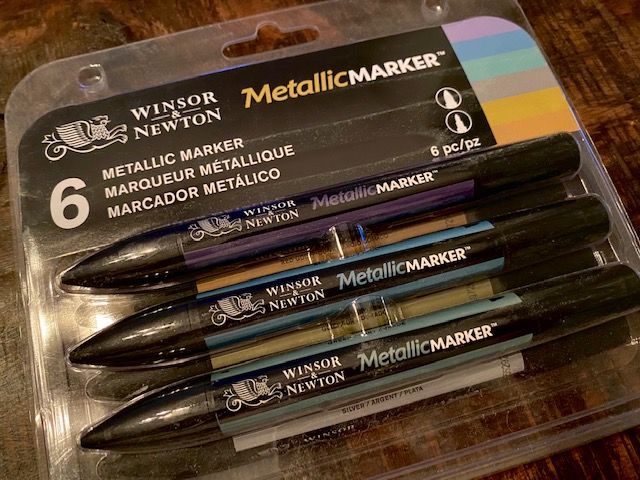 WINSOR
&
NEWTON
MetallicMARKER™
6
METALLIC MARKER
MARQUEUR MÉTALLIQUE
MARCADOR METÁLICO
6 pc/pz
WINSOR
&
NEWTON
MetallicMARKER™
WINSOR
&
NEWTON
MetallicMARKER™
WINSOR
&
NEWTON
MetallicMARKER™
SILVER / ARGENT / PLATA
WINSOR